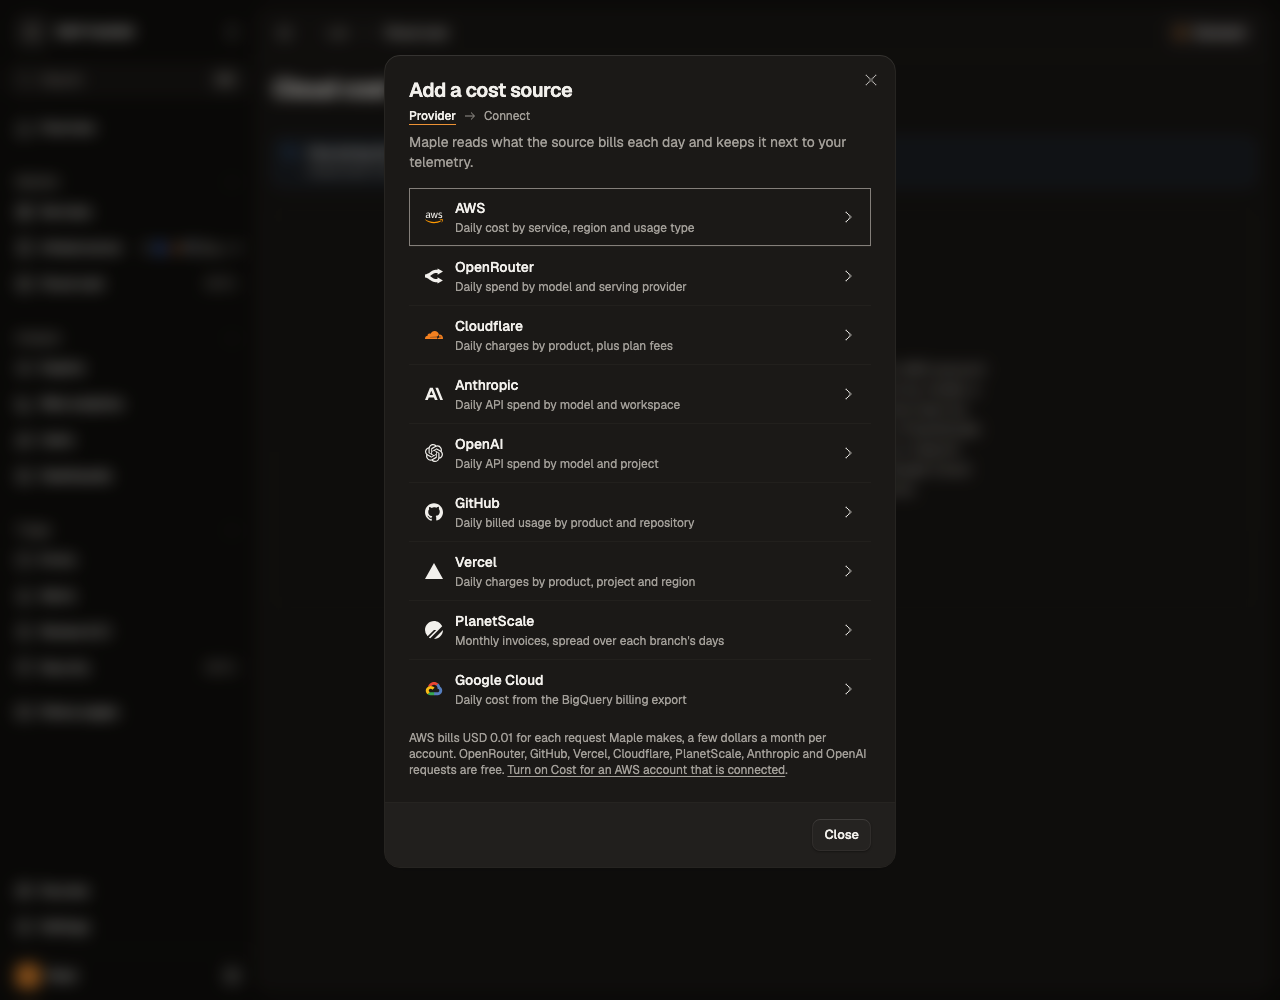 Add a cost source
Provider → Connect
Maple reads what the source bills each day and keeps it next to your
telemetry.
aws
AWS
Daily cost by service, region and usage type
OpenRouter
Daily spend by model and serving provider
Cloudflare
Daily charges by product, plus plan fees
Anthropic
Daily API spend by model and workspace
OpenAI
Daily API spend by model and project
GitHub
Daily billed usage by product and repository
Vercel
Daily charges by product, project and region
PlanetScale
Monthly invoices, spread over each branch's days
Google Cloud
Daily cost from the BigQuery billing export
AWS bills USD 0.01 for each request Maple makes, a few dollars a month per
account. OpenRouter, GitHub, Vercel, Cloudflare, PlanetScale, Anthropic and OpenAI
requests are free. Turn on Cost for an AWS account that is connected.
Close